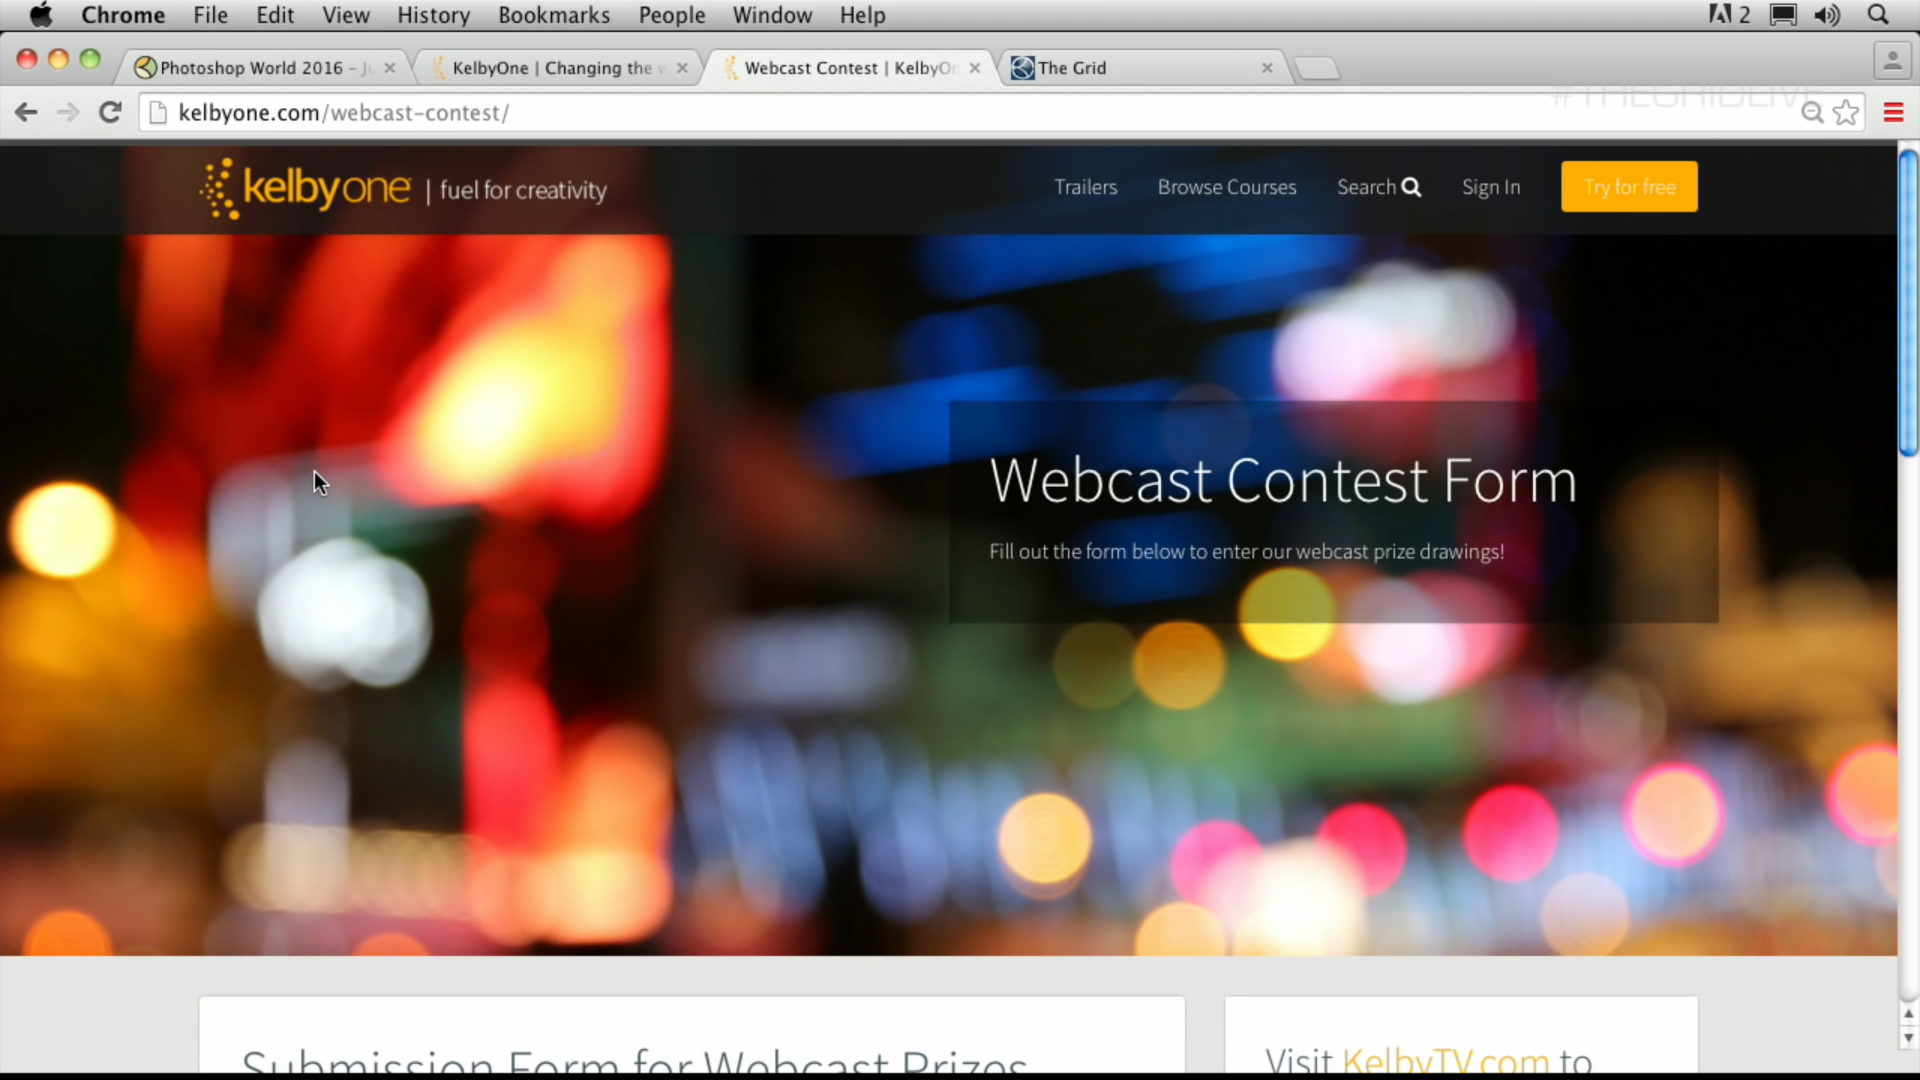 Chrome File Edit View History Bookmarks People Window Help 2
Photoshop World 2016 - Ju
KelbyOne | Changing the w
Webcast Contest | KelbyOn
The Grid
#THEGRIDLIVE
kelbyone.com/webcast-contest/
kelbyone | fuel for creativity
Trailers Browse Courses Search Sign In Try for free
Webcast Contest Form
Fill out the form below to enter our webcast prize drawings!
Submission Form for Webcast Prizes
Visit KelbyTV.com to